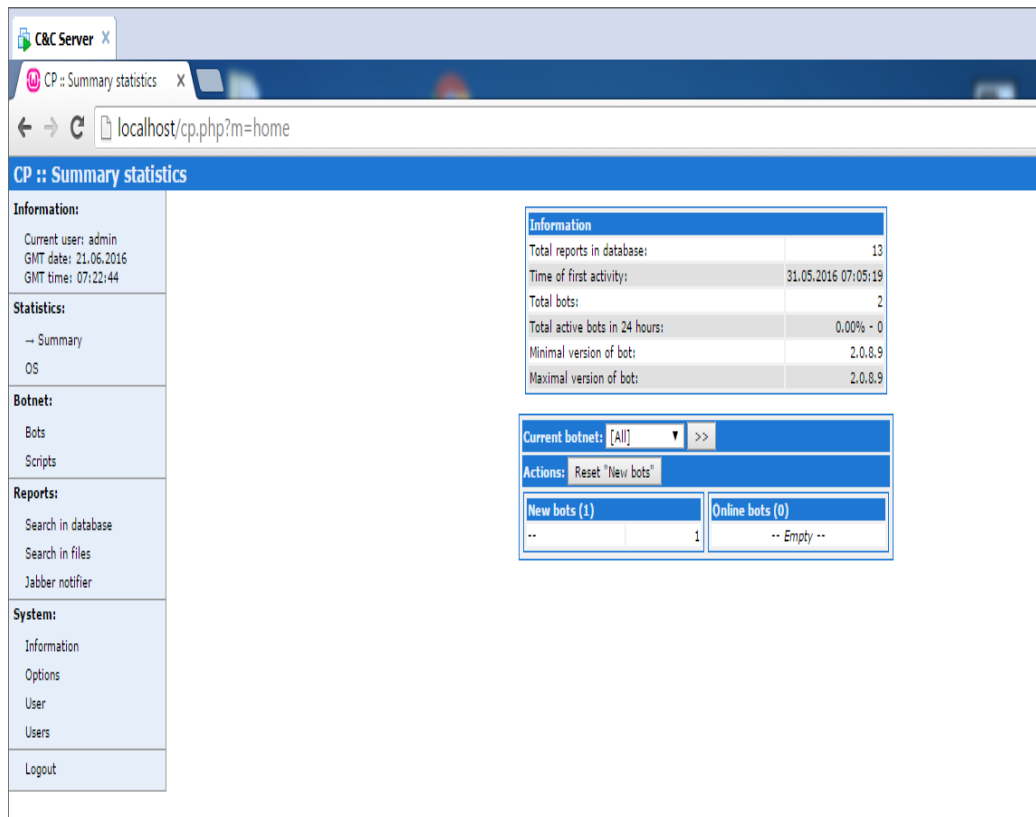 C&C Server
CP :: Summary statistics
localhost/cp.php?m=home
CP :: Summary statistics
Information:
Current user: admin
GMT date: 21.06.2016
GMT time: 07:22:44
Statistics:
→ Summary
OS
Botnet:
Bots
Scripts
Reports:
Search in database
Search in files
Jabber notifier
System:
Information
Options
User
Users
Logout
Information
Total reports in database: 13
Time of first activity: 31.05.2016 07:05:19
Total bots: 2
Total active bots in 24 hours: 0.00% - 0
Minimal version of bot: 2.0.8.9
Maximal version of bot: 2.0.8.9
Current botnet: [All] >>
Actions: Reset "New bots"
New bots (1)
-- 1
Online bots (0)
-- Empty --